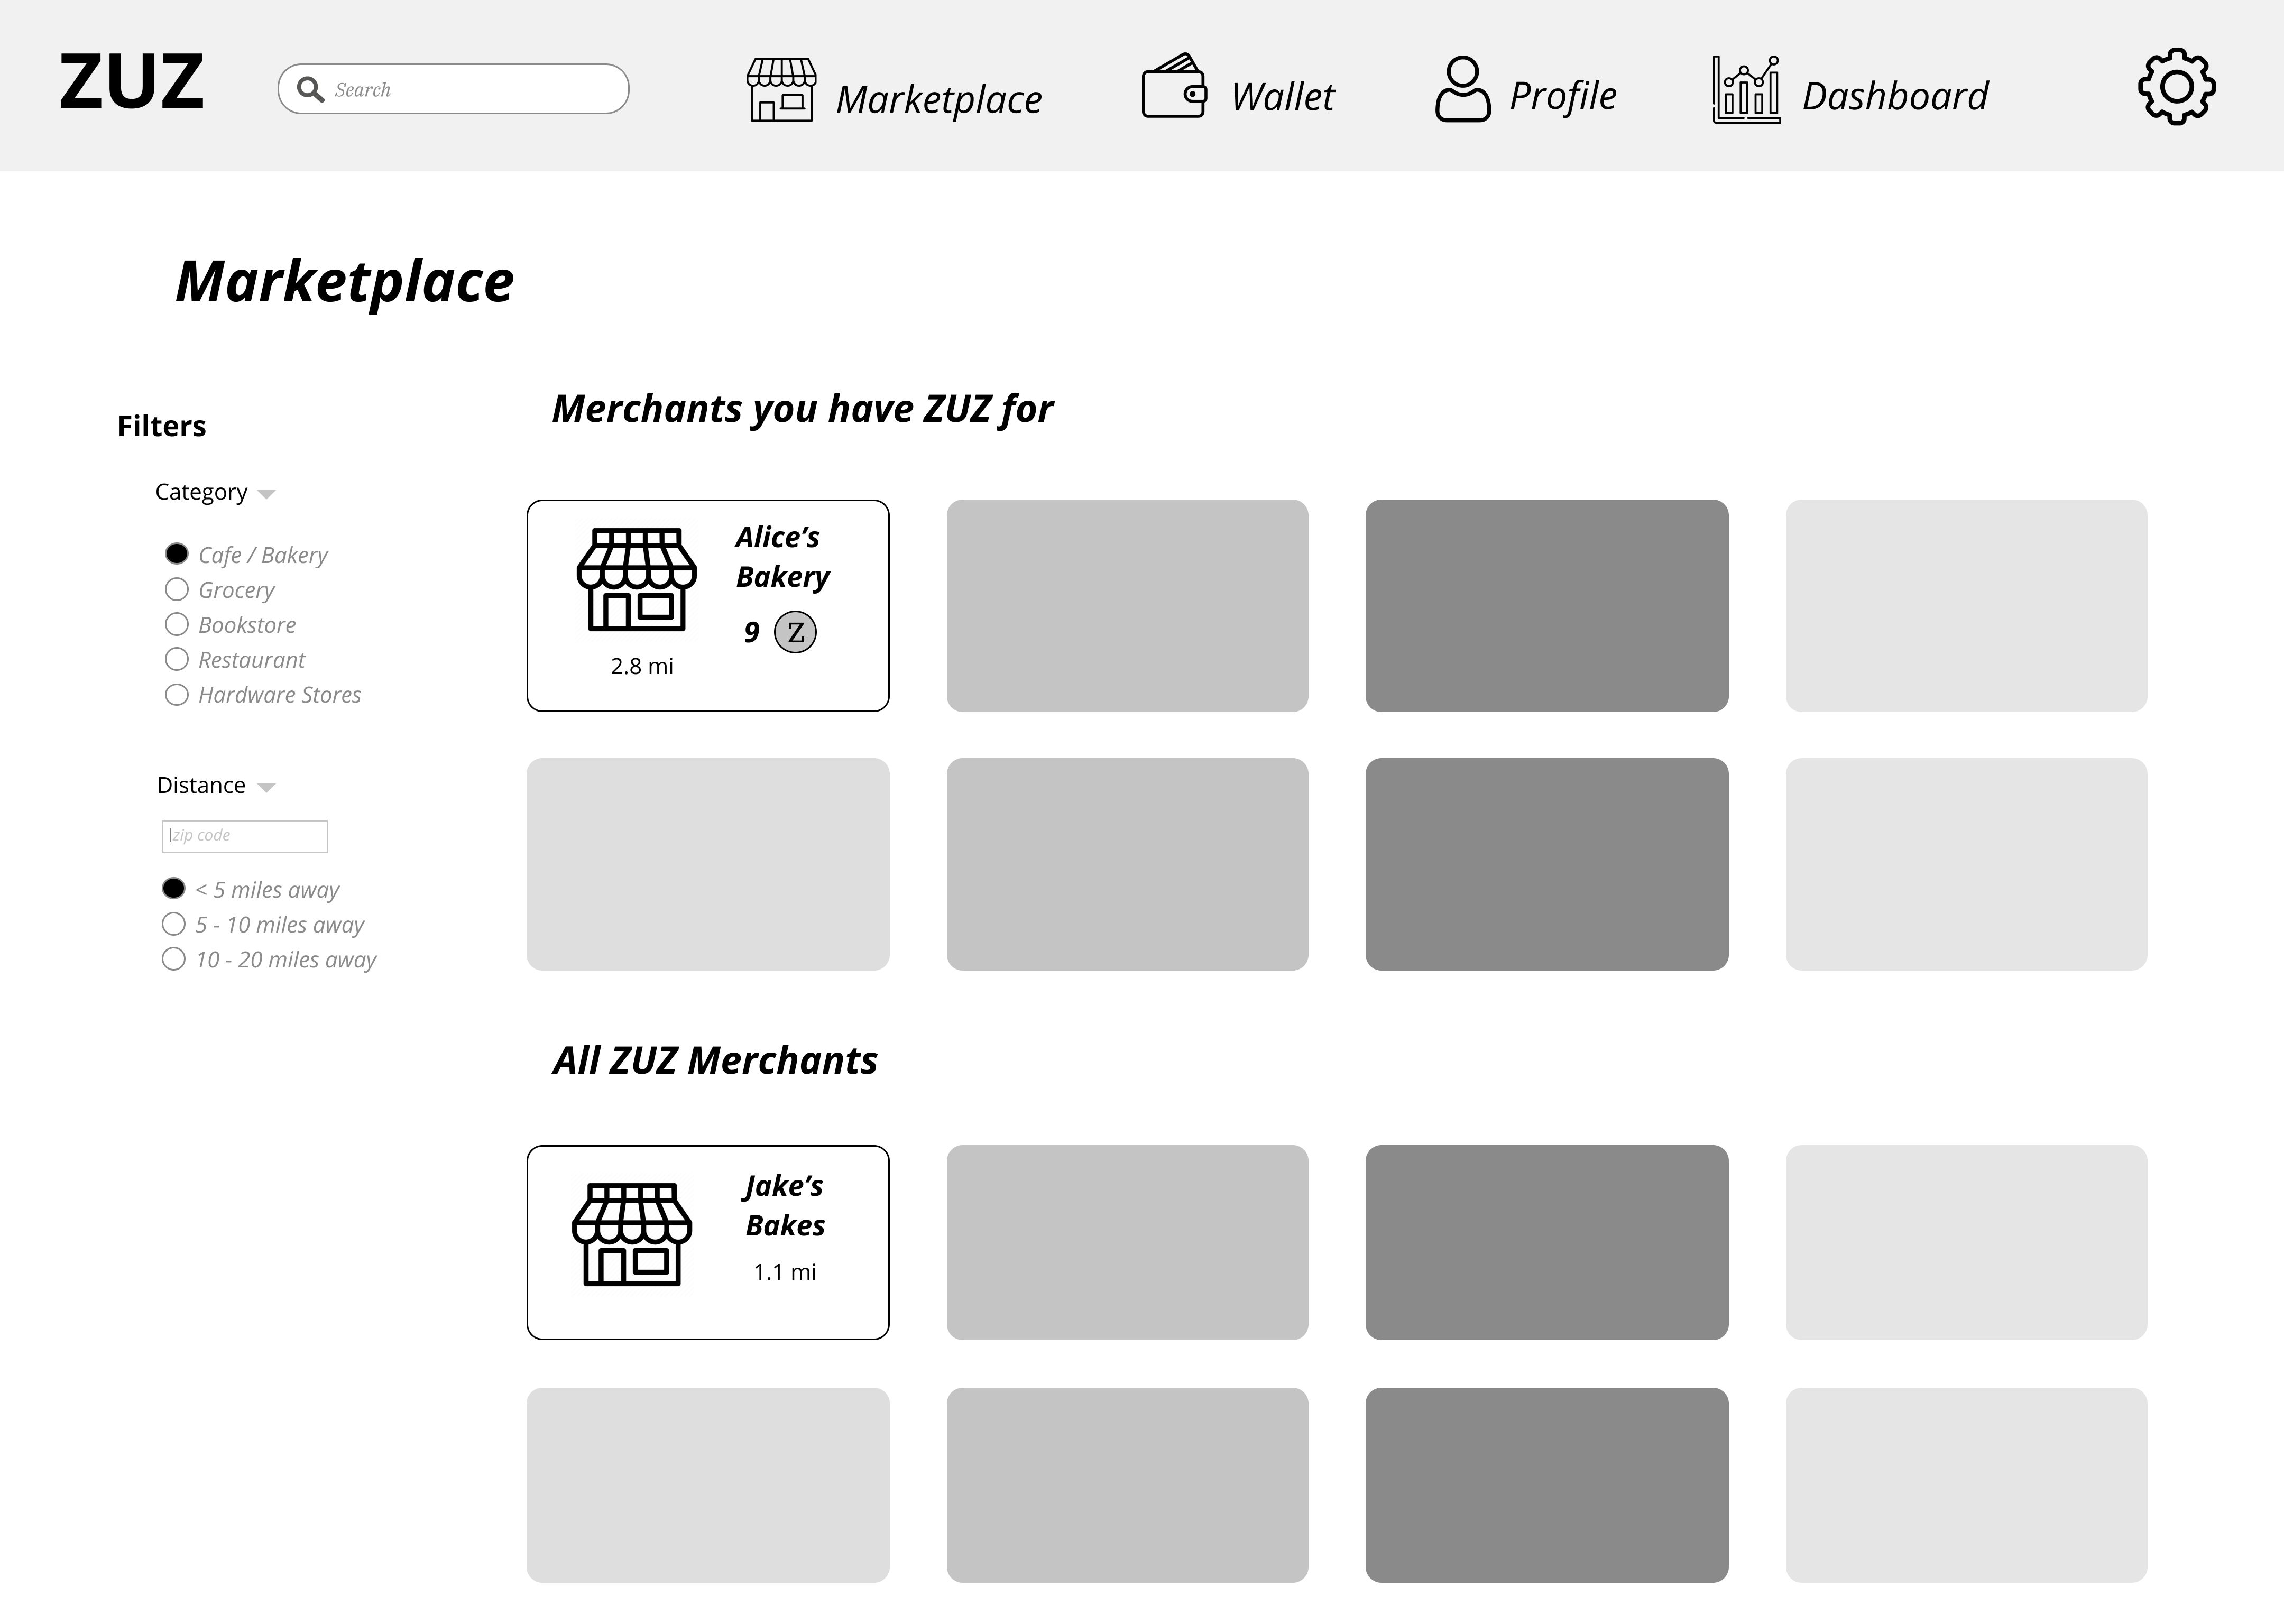 ZUZ
Search
Marketplace
Wallet
Profile
Dashboard
Marketplace
Filters
Category
Cafe / Bakery
Grocery
Bookstore
Restaurant
Hardware Stores
Distance
zip code
< 5 miles away
5 - 10 miles away
10 - 20 miles away
Merchants you have ZUZ for
Alice’s
Bakery
9 Z
2.8 mi
All ZUZ Merchants
Jake’s
Bakes
1.1 mi